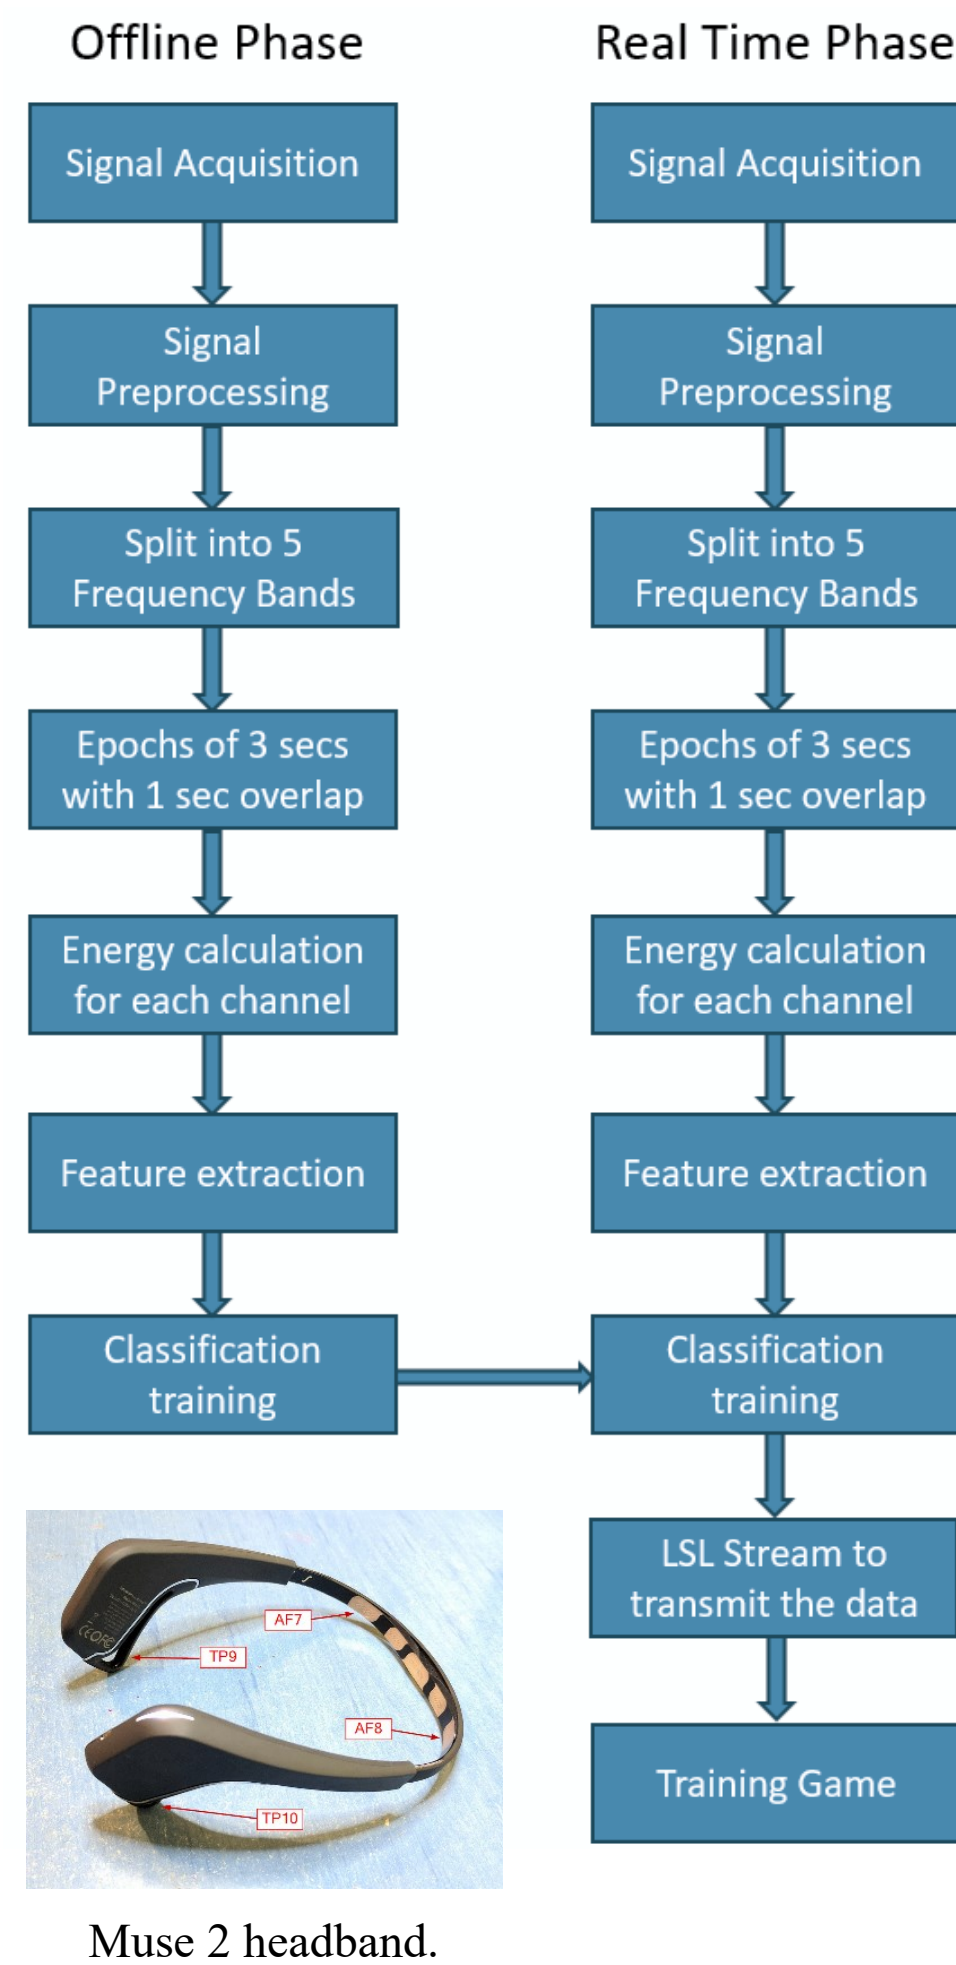 Offline Phase
Signal Acquisition
Signal
Preprocessing
Split into 5
Frequency Bands
Epochs of 3 secs
with 1 sec overlap
Energy calculation
for each channel
Feature extraction
Classification
training
Real Time Phase
Signal Acquisition
Signal
Preprocessing
Split into 5
Frequency Bands
Epochs of 3 secs
with 1 sec overlap
Energy calculation
for each channel
Feature extraction
Classification
training
LSL Stream to
transmit the data
Training Game
AF7
TP9
AF8
TP10
Muse 2 headband.